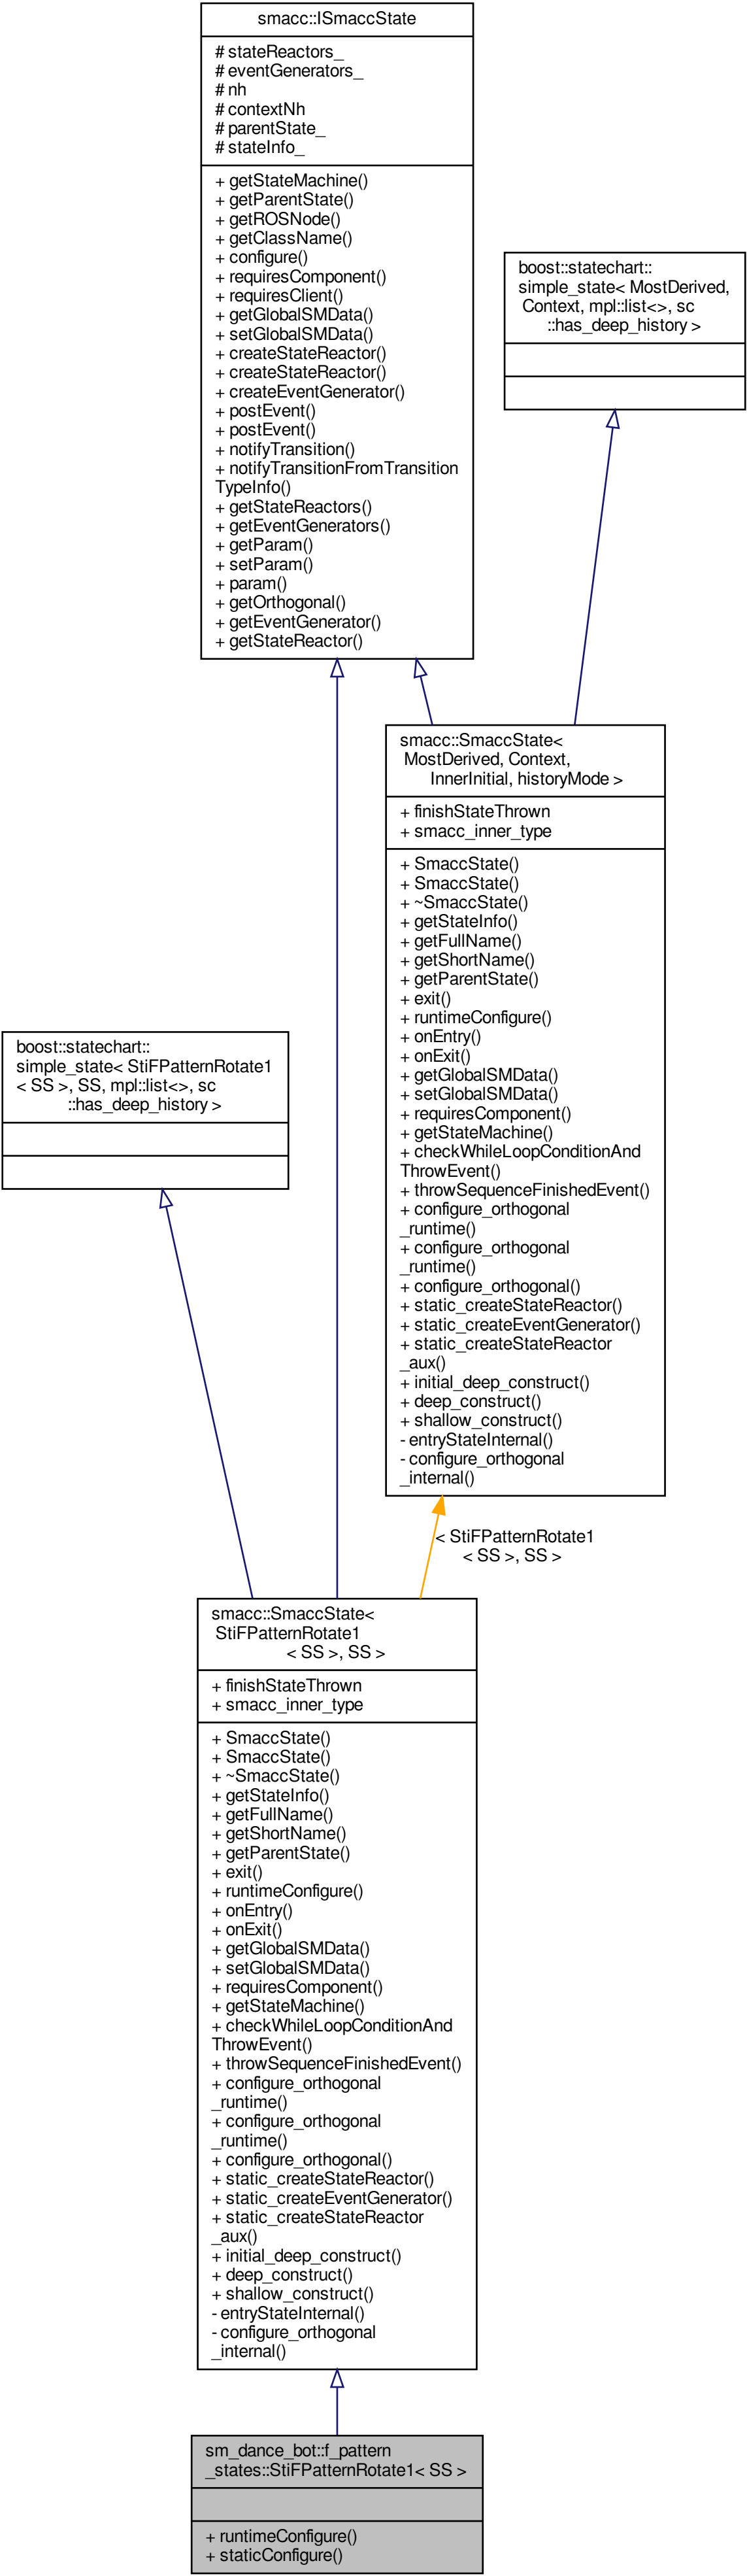 smacc::ISmaccState
# stateReactors_
# eventGenerators_
# nh
# contextNh
# parentState_
# stateInfo_
+ getStateMachine()
+ getParentState()
+ getROSNode()
+ getClassName()
+ configure()
+ requiresComponent()
+ requiresClient()
+ getGlobalSMData()
+ setGlobalSMData()
+ createStateReactor()
+ createStateReactor()
+ createEventGenerator()
+ postEvent()
+ postEvent()
+ notifyTransition()
+ notifyTransitionFromTransition
TypeInfo()
+ getStateReactors()
+ getEventGenerators()
+ getParam()
+ setParam()
+ param()
+ getOrthogonal()
+ getEventGenerator()
+ getStateReactor()
boost::statechart::
simple_state< MostDerived,
Context, mpl::list<>, sc
::has_deep_history >
smacc::SmaccState<
MostDerived, Context,
InnerInitial, historyMode >
+ finishStateThrown
+ smacc_inner_type
+ SmaccState()
+ SmaccState()
+ ~SmaccState()
+ getStateInfo()
+ getFullName()
+ getShortName()
+ getParentState()
+ exit()
+ runtimeConfigure()
+ onEntry()
+ onExit()
+ getGlobalSMData()
+ setGlobalSMData()
+ requiresComponent()
+ getStateMachine()
+ checkWhileLoopConditionAnd
ThrowEvent()
+ throwSequenceFinishedEvent()
+ configure_orthogonal
_runtime()
+ configure_orthogonal
_runtime()
+ configure_orthogonal()
+ static_createStateReactor()
+ static_createEventGenerator()
+ static_createStateReactor
_aux()
+ initial_deep_construct()
+ deep_construct()
+ shallow_construct()
- entryStateInternal()
- configure_orthogonal
_internal()
boost::statechart::
simple_state< StiFPatternRotate1
< SS >, SS, mpl::list<>, sc
::has_deep_history >
< StiFPatternRotate1
< SS >, SS >
smacc::SmaccState<
StiFPatternRotate1
< SS >, SS >
+ finishStateThrown
+ smacc_inner_type
+ SmaccState()
+ SmaccState()
+ ~SmaccState()
+ getStateInfo()
+ getFullName()
+ getShortName()
+ getParentState()
+ exit()
+ runtimeConfigure()
+ onEntry()
+ onExit()
+ getGlobalSMData()
+ setGlobalSMData()
+ requiresComponent()
+ getStateMachine()
+ checkWhileLoopConditionAnd
ThrowEvent()
+ throwSequenceFinishedEvent()
+ configure_orthogonal
_runtime()
+ configure_orthogonal
_runtime()
+ configure_orthogonal()
+ static_createStateReactor()
+ static_createEventGenerator()
+ static_createStateReactor
_aux()
+ initial_deep_construct()
+ deep_construct()
+ shallow_construct()
- entryStateInternal()
- configure_orthogonal
_internal()
sm_dance_bot::f_pattern
_states::StiFPatternRotate1< SS >
+ runtimeConfigure()
+ staticConfigure()